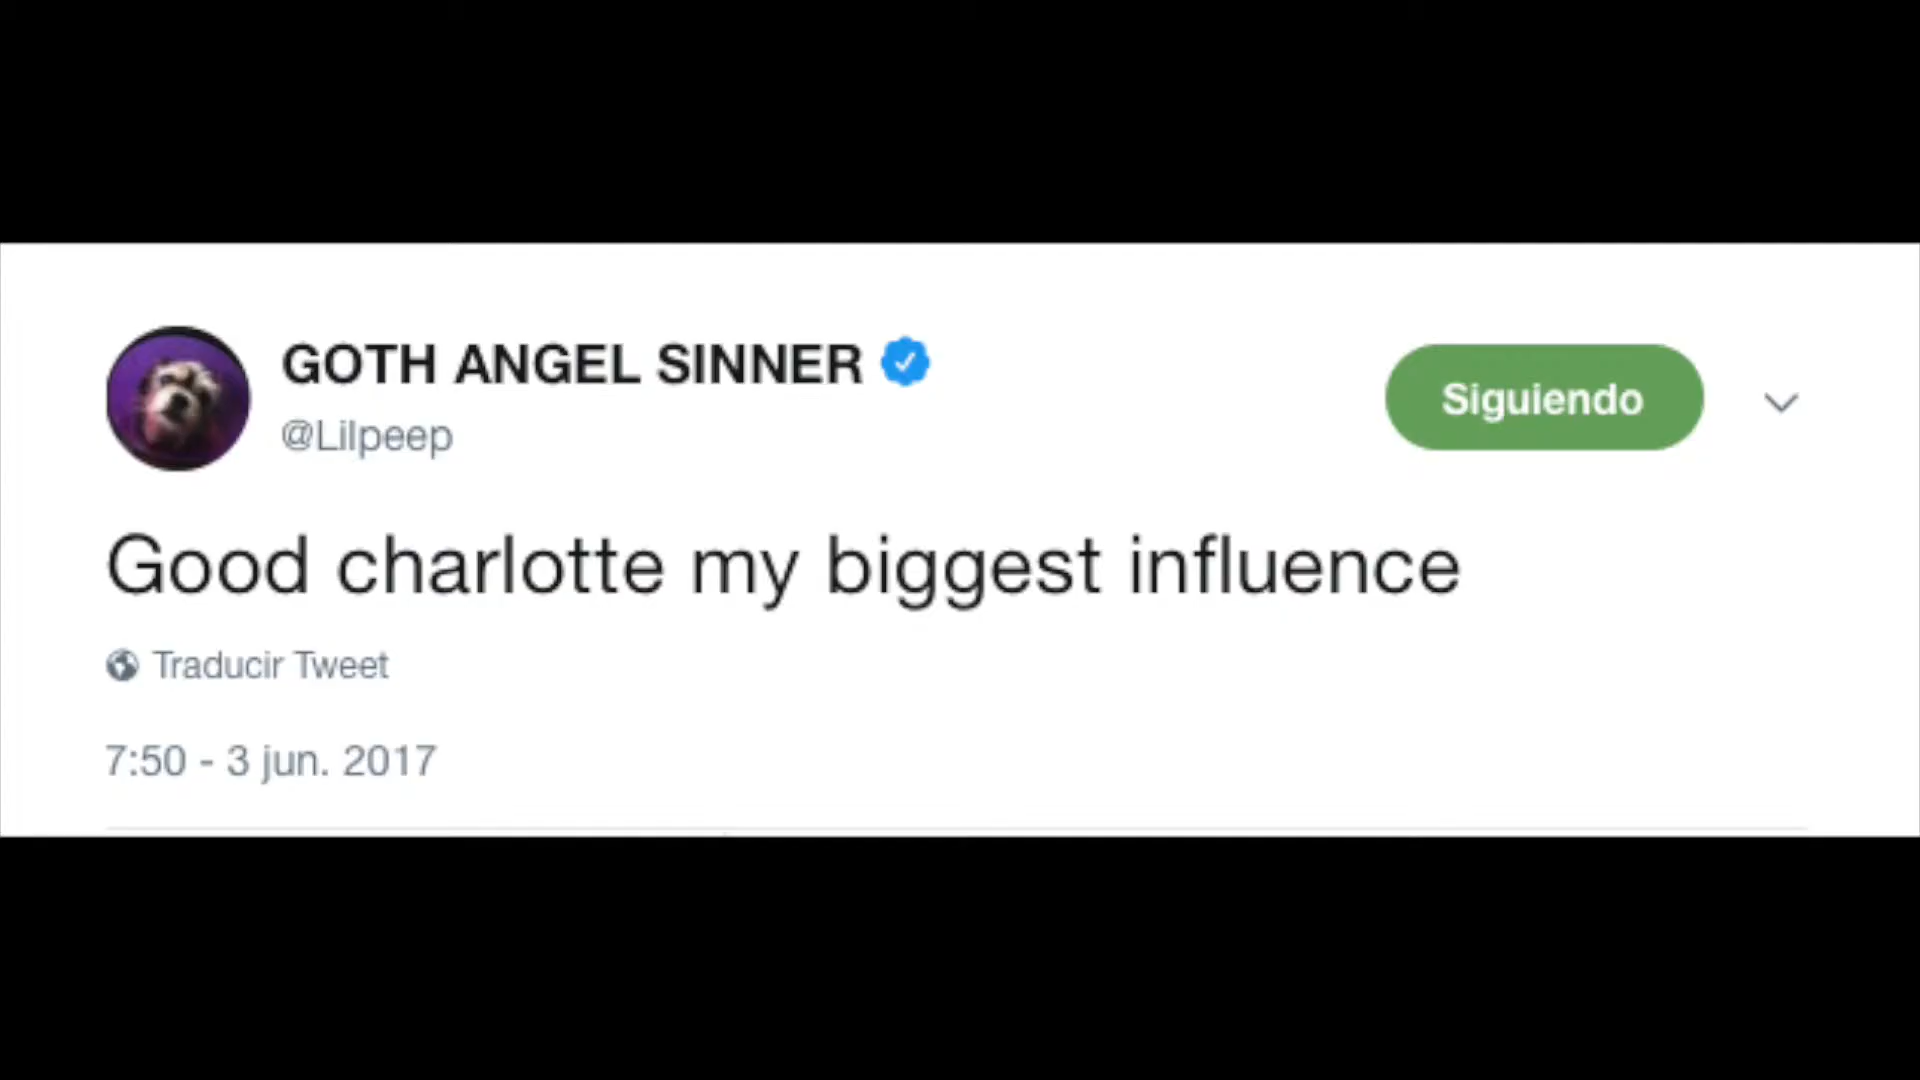 GOTH ANGEL SINNER
@Lilpeep
Siguiendo
Good charlotte my biggest influence
Traducir Tweet
7:50 - 3 jun. 2017